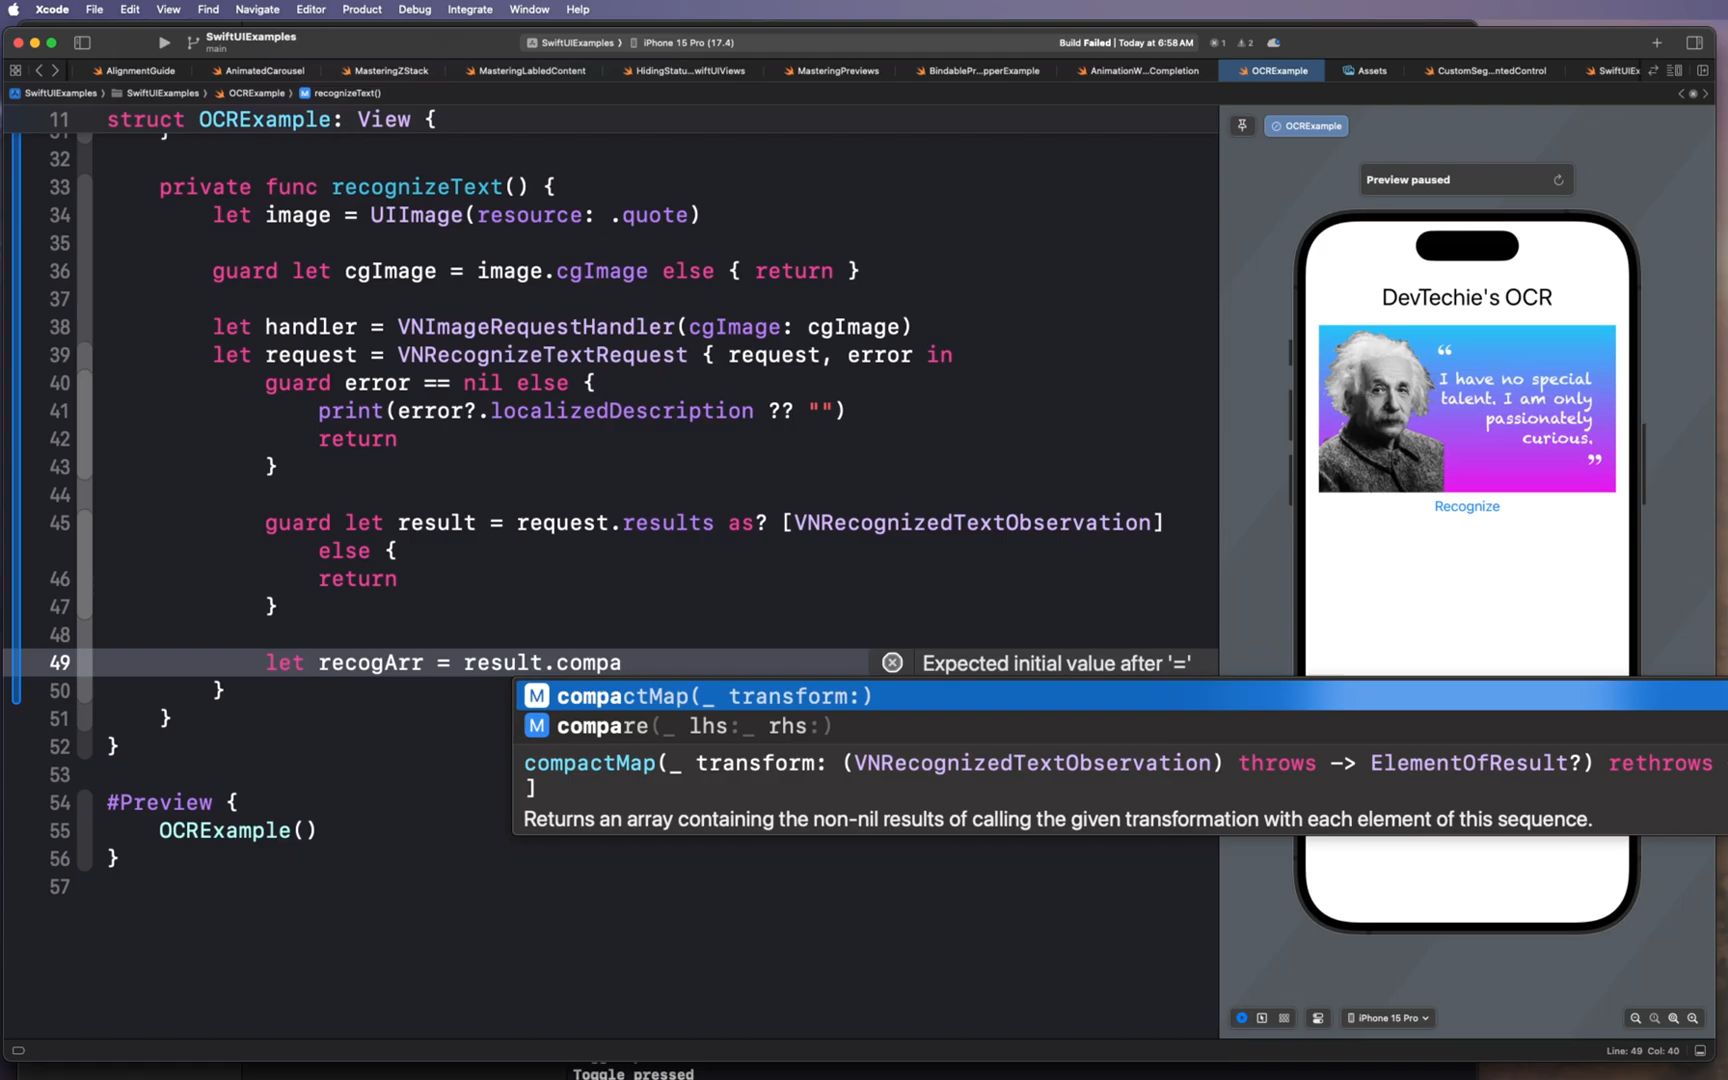 Xcode File Edit View Find Navigate Editor Product Debug Integrate Window Help
SwiftUIExamples
main
SwiftUIExamples iPhone 15 Pro (17.4)
Build Failed | Today at 6:58 AM 1 2
AlignmentGuide AnimatedCarousel MasteringZStack MasteringLabledContent HidingStatu...wiftUIViews MasteringPreviews BindablePr...pperExample AnimationW...Completion OCRExample Assets CustomSeg...ntedControl SwiftUIEx
SwiftUIExamples SwiftUIExamples OCRExample M recognizeText()
11 struct OCRExample: View {
32
33 private func recognizeText() {
34 let image = UIImage(resource: .quote)
35
36 guard let cgImage = image.cgImage else { return }
37
38 let handler = VNImageRequestHandler(cgImage: cgImage)
39 let request = VNRecognizeTextRequest { request, error in
40 guard error == nil else {
41 print(error?.localizedDescription ?? "")
42 return
43 }
44
45 guard let result = request.results as? [VNRecognizedTextObservation]
else {
46 return
47 }
48
49 let recogArr = result.compa
Expected initial value after '='
M compactMap(_ transform:)
M compare(_ lhs:_ rhs:)
compactMap(_ transform: (VNRecognizedTextObservation) throws -> ElementOfResult?) rethrows
]
Returns an array containing the non-nil results of calling the given transformation with each element of this sequence.
50 }
51 }
52 }
53
54 #Preview {
55 OCRExample()
56 }
57
OCRExample
Preview paused
DevTechie's OCR
“
I have no special
talent. I am only
passionately
curious.
”
Recognize
iPhone 15 Pro
Line: 49 Col: 40
Toggle pressed